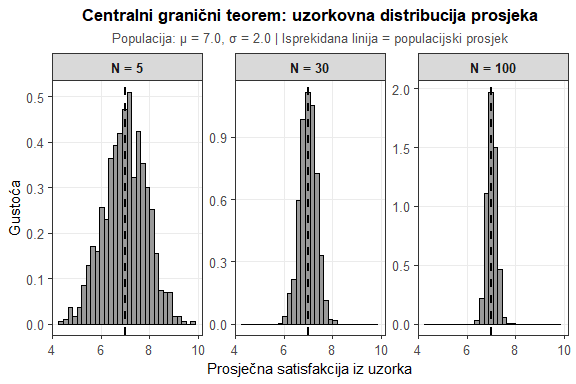 Centralni granični teorem: uzorkovna distribucija prosjeka
Populacija: μ = 7.0, σ = 2.0 | Isprekidana linija = populacijski prosjek
N = 5
N = 30
N = 100
Gustoća
0.5
0.4
0.3
0.2
0.1
0.0
0.9
0.6
0.3
0.0
2.0
1.5
1.0
0.5
0.0
4 6 8 10
4 6 8 10
4 6 8 10
Prosječna satisfakcija iz uzorka